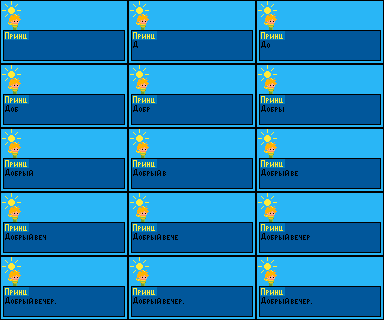 Принц
Принц
Д
Принц
До
Принц
Доб
Принц
Добр
Принц
Добры
Принц
Добрый
Принц
Добрый в
Принц
Добрый ве
Принц
Добрый веч
Принц
Добрый вече
Принц
Добрый вечер
Принц
Добрый вечер.
Принц
Добрый вечер.
Принц
Добрый вечер.